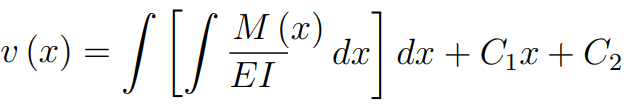 v(x) = ∫[∫ M(x)/EI dx] dx + C₁x + C₂